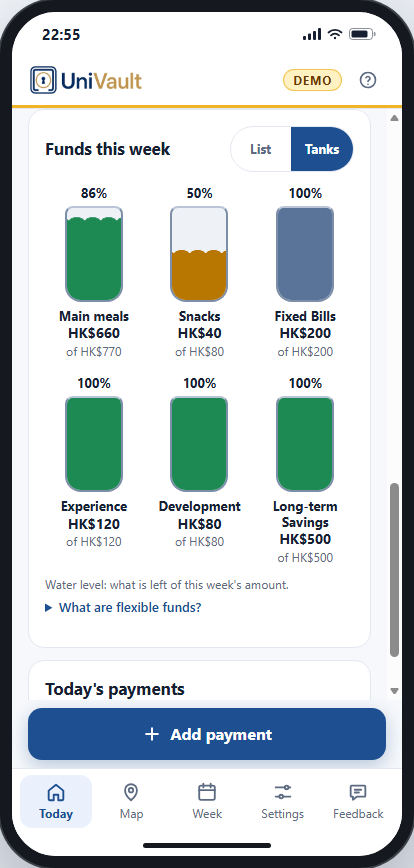 22:55
UniVault
DEMO
Funds this week
List
Tanks
86%
50%
100%
Main meals
HK$660
of HK$770
Snacks
HK$40
of HK$80
Fixed Bills
HK$200
of HK$200
100%
100%
100%
Experience
HK$120
of HK$120
Development
HK$80
of HK$80
Long-term
Savings
HK$500
of HK$500
Water level: what is left of this week's amount.
What are flexible funds?
Today's payments
+ Add payment
Today
Map
Week
Settings
Feedback